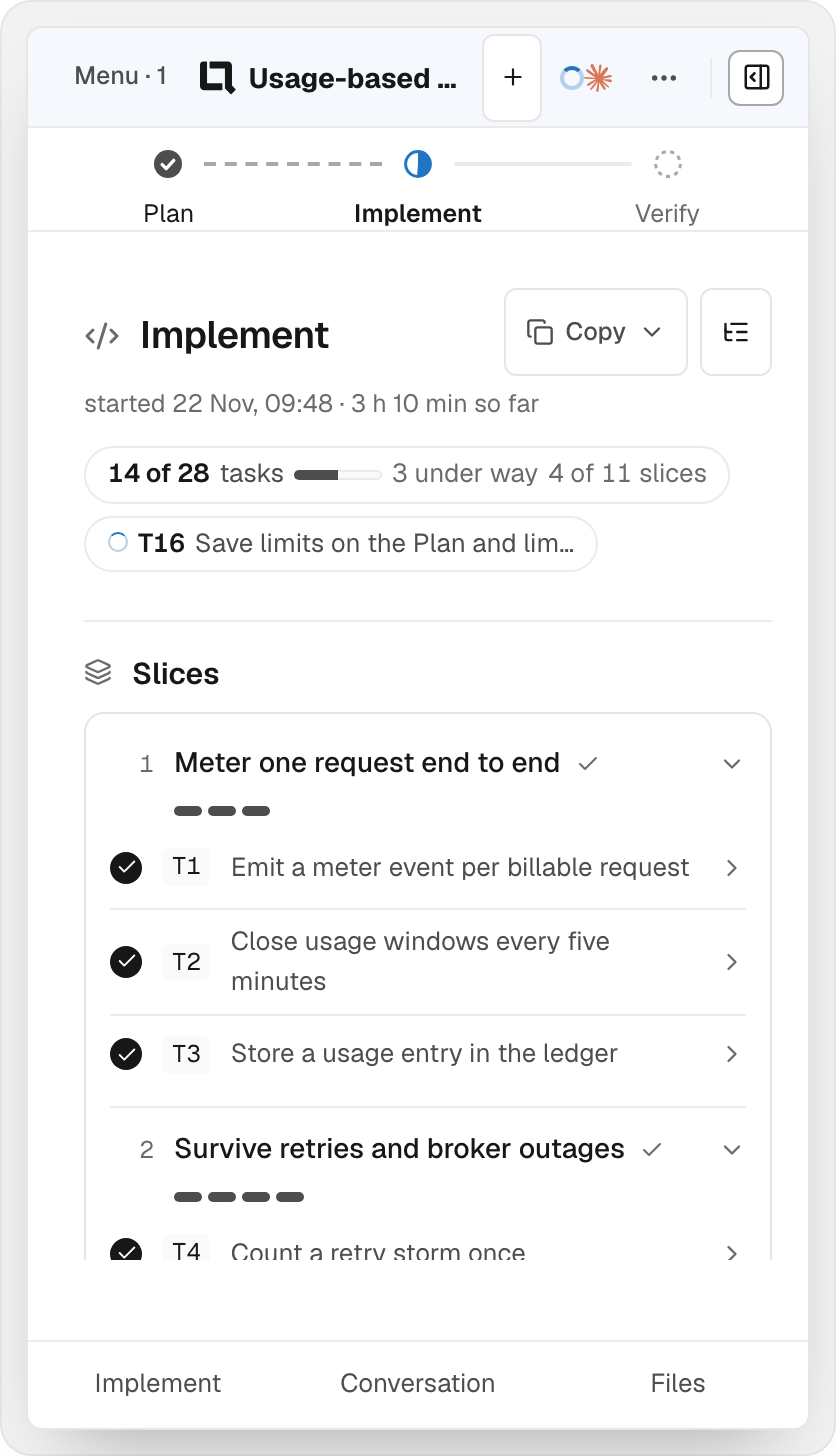 Menu · 1
Usage-based ...
Plan
Implement
Verify
Implement
Copy
started 22 Nov, 09:48 · 3 h 10 min so far
14 of 28 tasks 3 under way 4 of 11 slices
T16 Save limits on the Plan and lim...
Slices
1 Meter one request end to end
T1 Emit a meter event per billable request
T2 Close usage windows every five
minutes
T3 Store a usage entry in the ledger
2 Survive retries and broker outages
T4 Count a retry storm once
Implement
Conversation
Files